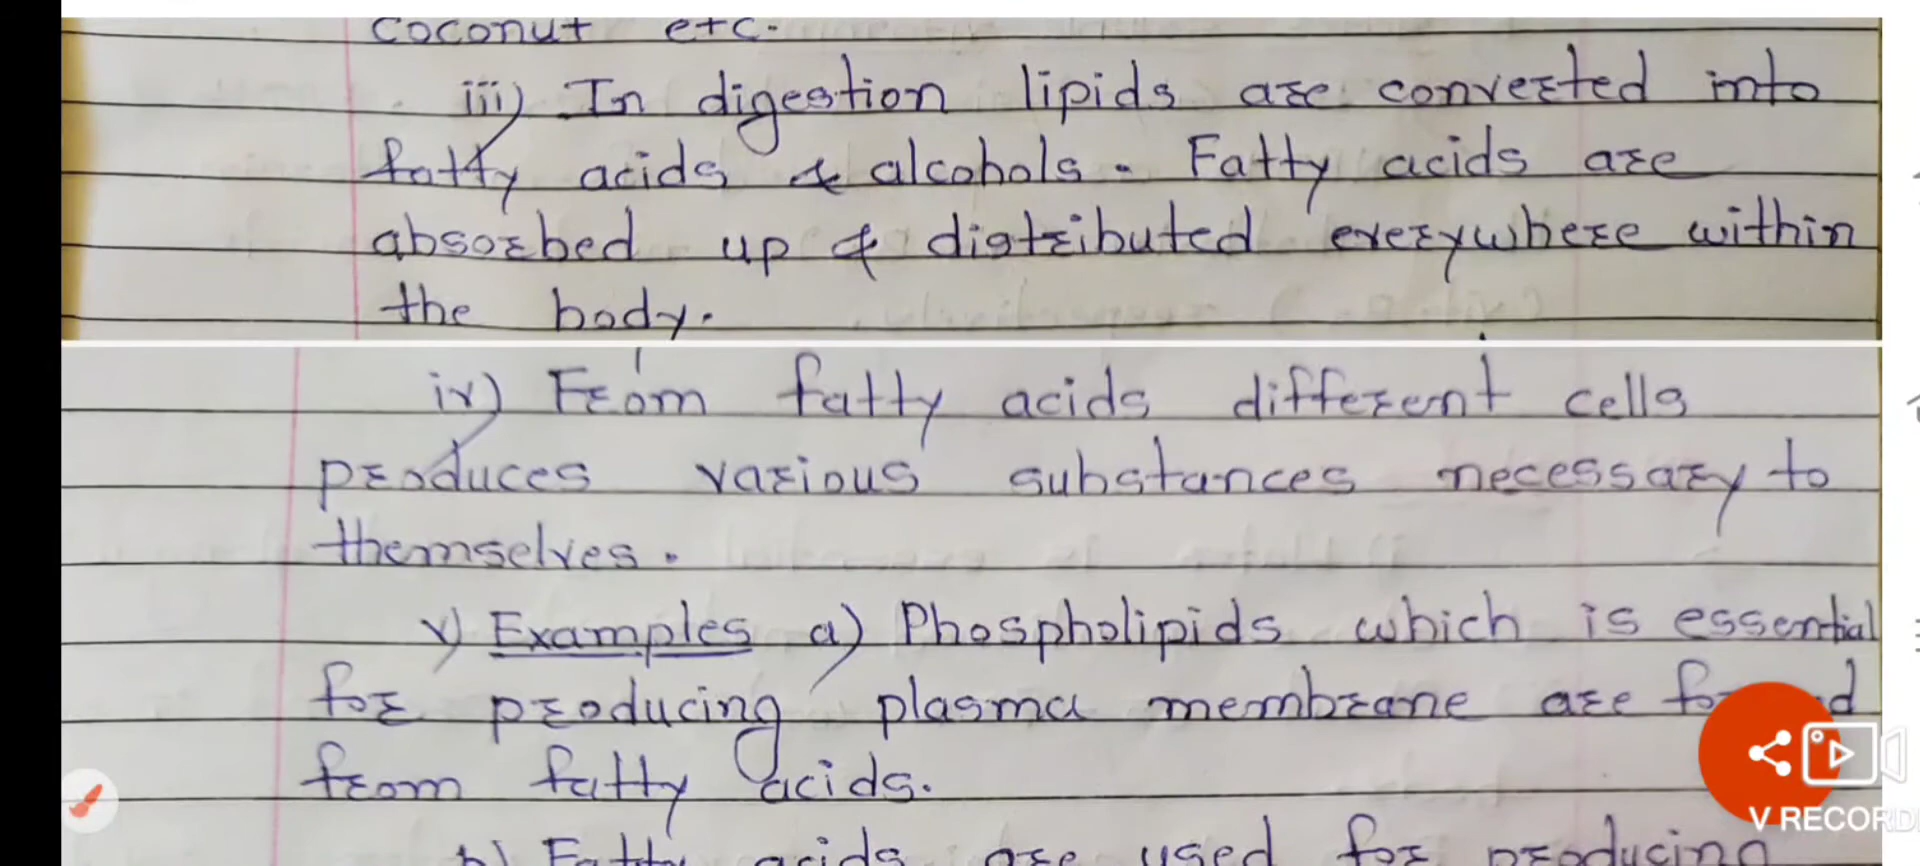 coconut etc.
iii) In digestion lipids are converted into
fatty acids & alcohols. Fatty acids are
absorbed up & distributed everywhere within
the body.
iv) From fatty acids different cells
produces various substances necessary to
themselves.
v) Examples a) Phospholipids which is essential
for producing plasma membrane are
from fatty acids.
b) Fatty acids are used for producing
V RECORD